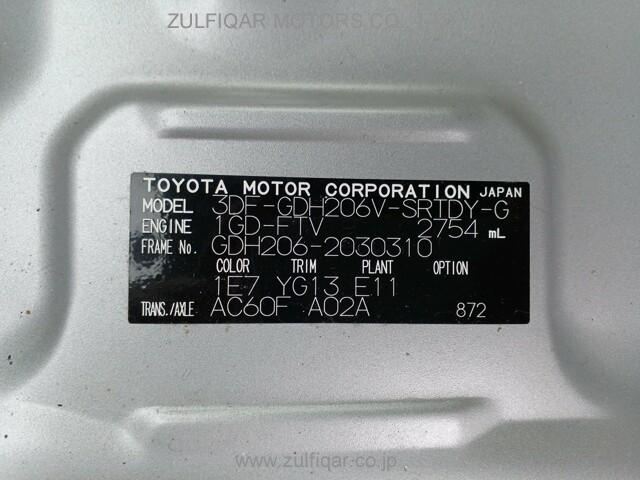 ZULFIQAR MOTORS CO.,LTD
TOYOTA MOTOR CORPORATION JAPAN
MODEL 3DF-GDH206V-SRTDY-G
ENGINE 1GD-FTV 2754 mL
FRAME No. GDH206-2030310
COLOR TRIM PLANT OPTION
1E7 YG13 E11
TRANS./AXLE AC60F A02A 872
www.zulfiqar.co.jp